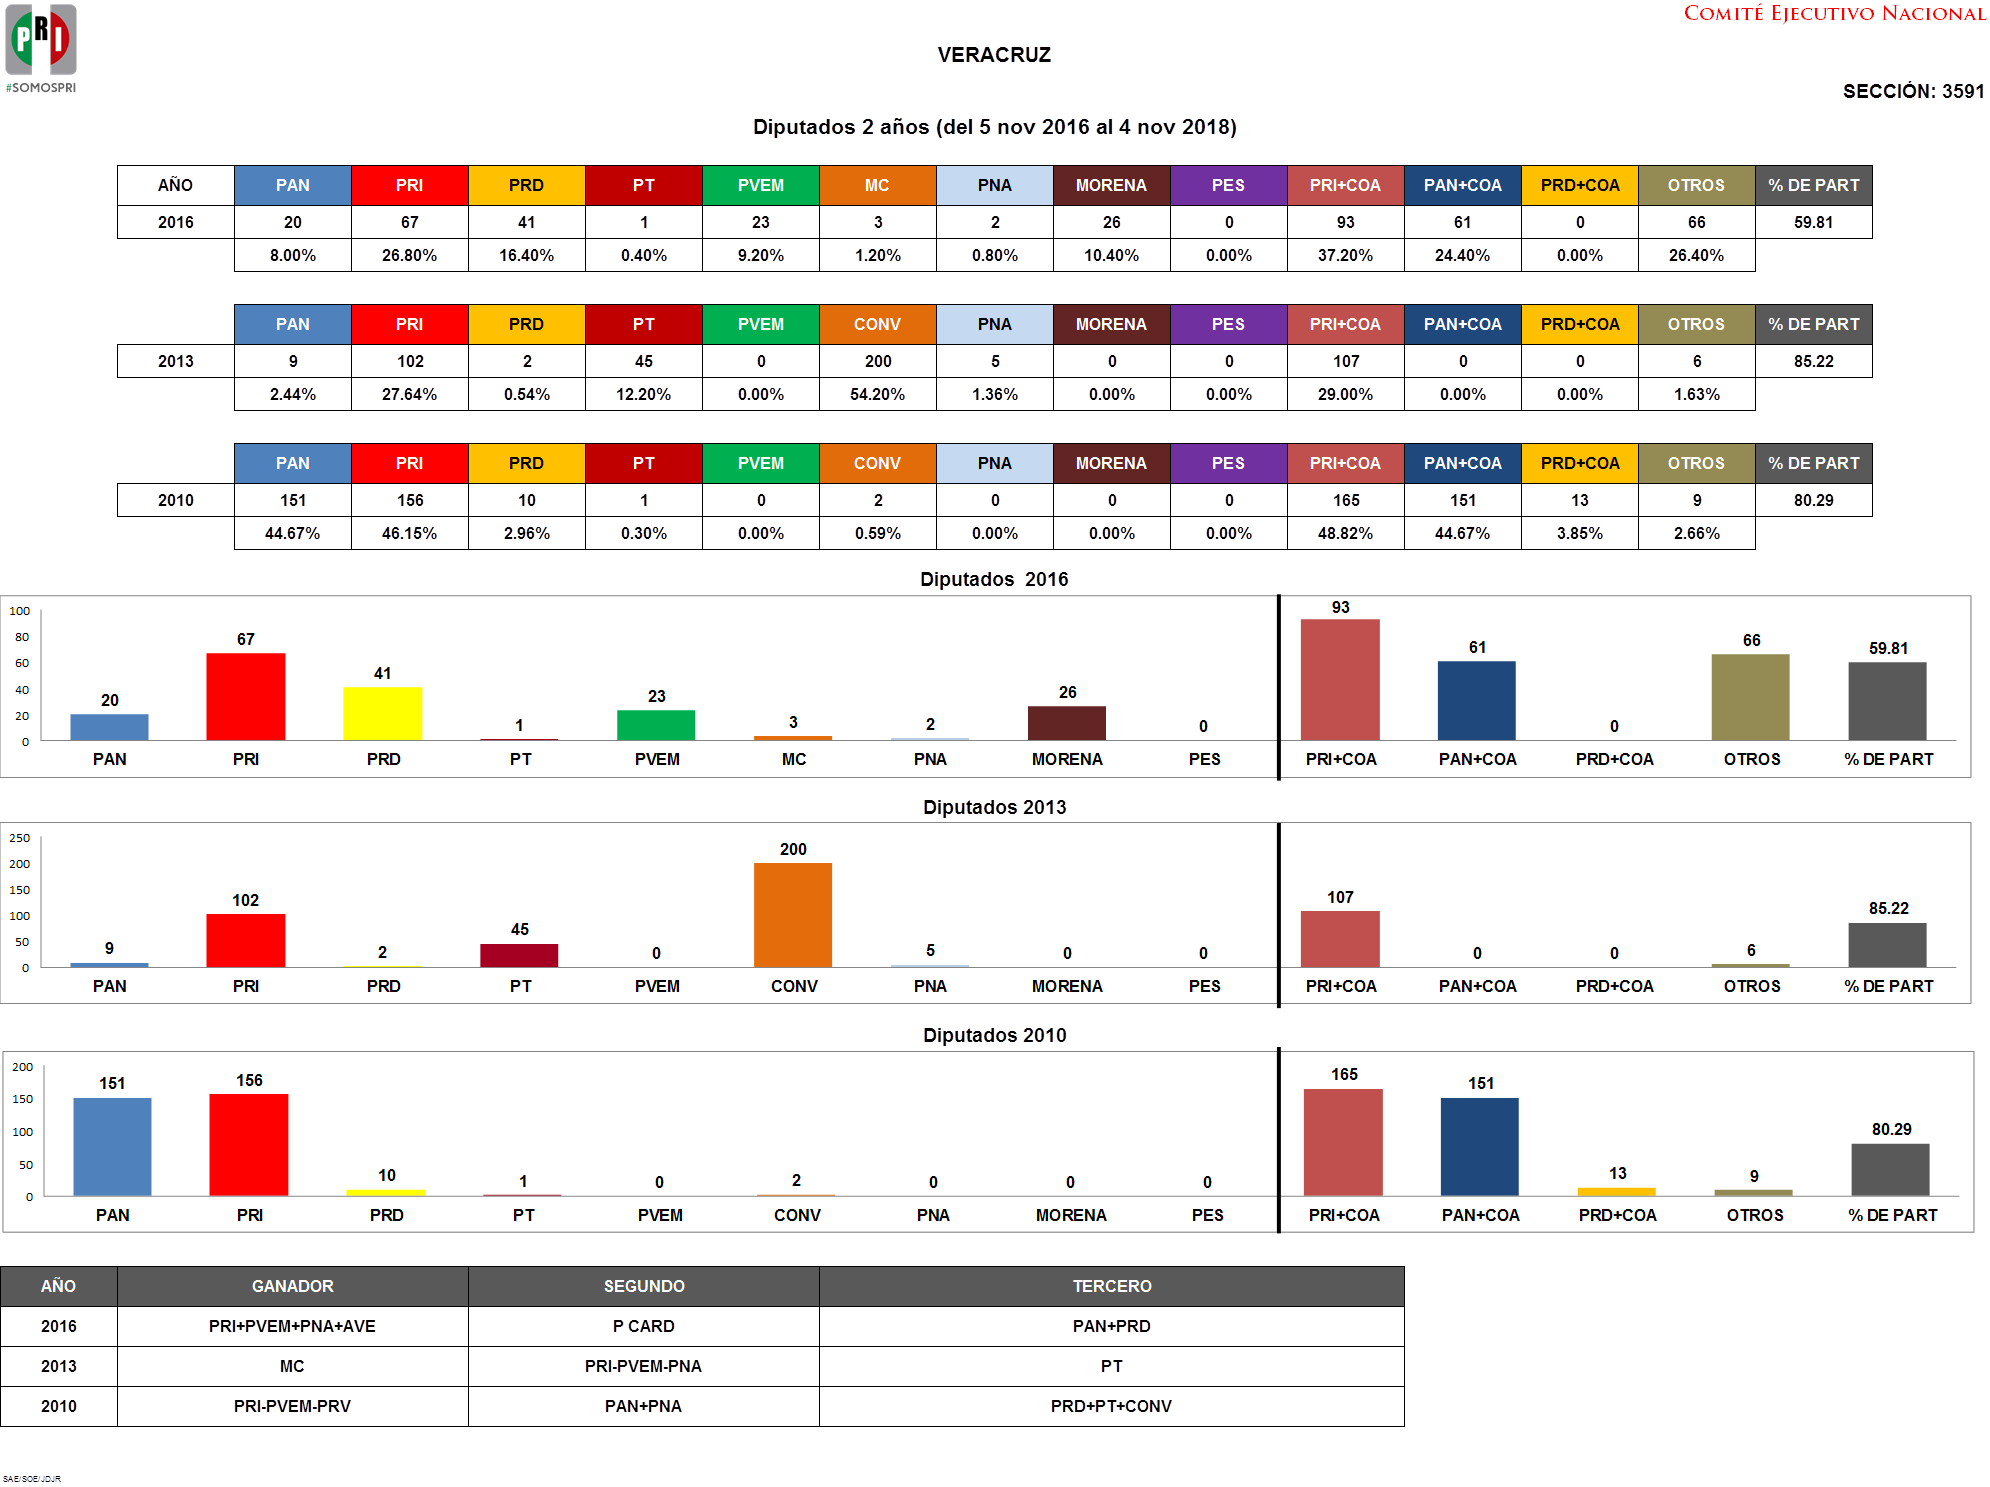 COMITÉ EJECUTIVO NACIONAL
PRI
#SOMOSPRI
VERACRUZ
SECCIÓN: 3591
Diputados 2 años (del 5 nov 2016 al 4 nov 2018)
AÑO PAN PRI PRD PT PVEM MC PNA MORENA PES PRI+COA PAN+COA PRD+COA OTROS % DE PART
2016 20 67 41 1 23 3 2 26 0 93 61 0 66 59.81
8.00% 26.80% 16.40% 0.40% 9.20% 1.20% 0.80% 10.40% 0.00% 37.20% 24.40% 0.00% 26.40%
PAN PRI PRD PT PVEM CONV PNA MORENA PES PRI+COA PAN+COA PRD+COA OTROS % DE PART
2013 9 102 2 45 0 200 5 0 0 107 0 0 6 85.22
2.44% 27.64% 0.54% 12.20% 0.00% 54.20% 1.36% 0.00% 0.00% 29.00% 0.00% 0.00% 1.63%
PAN PRI PRD PT PVEM CONV PNA MORENA PES PRI+COA PAN+COA PRD+COA OTROS % DE PART
2010 151 156 10 1 0 2 0 0 0 165 151 13 9 80.29
44.67% 46.15% 2.96% 0.30% 0.00% 0.59% 0.00% 0.00% 0.00% 48.82% 44.67% 3.85% 2.66%
Diputados 2016
100
80
60
40
20
0
20 67 41 1 23 3 2 26 0 93 61 0 66 59.81
PAN PRI PRD PT PVEM MC PNA MORENA PES PRI+COA PAN+COA PRD+COA OTROS % DE PART
Diputados 2013
250
200
150
100
50
0
9 102 2 45 0 200 5 0 0 107 0 0 6 85.22
PAN PRI PRD PT PVEM CONV PNA MORENA PES PRI+COA PAN+COA PRD+COA OTROS % DE PART
Diputados 2010
200
150
100
50
0
151 156 10 1 0 2 0 0 0 165 151 13 9 80.29
PAN PRI PRD PT PVEM CONV PNA MORENA PES PRI+COA PAN+COA PRD+COA OTROS % DE PART
AÑO GANADOR SEGUNDO TERCERO
2016 PRI+PVEM+PNA+AVE P CARD PAN+PRD
2013 MC PRI-PVEM-PNA PT
2010 PRI-PVEM-PRV PAN+PNA PRD+PT+CONV
SAE/SOE/JDJR